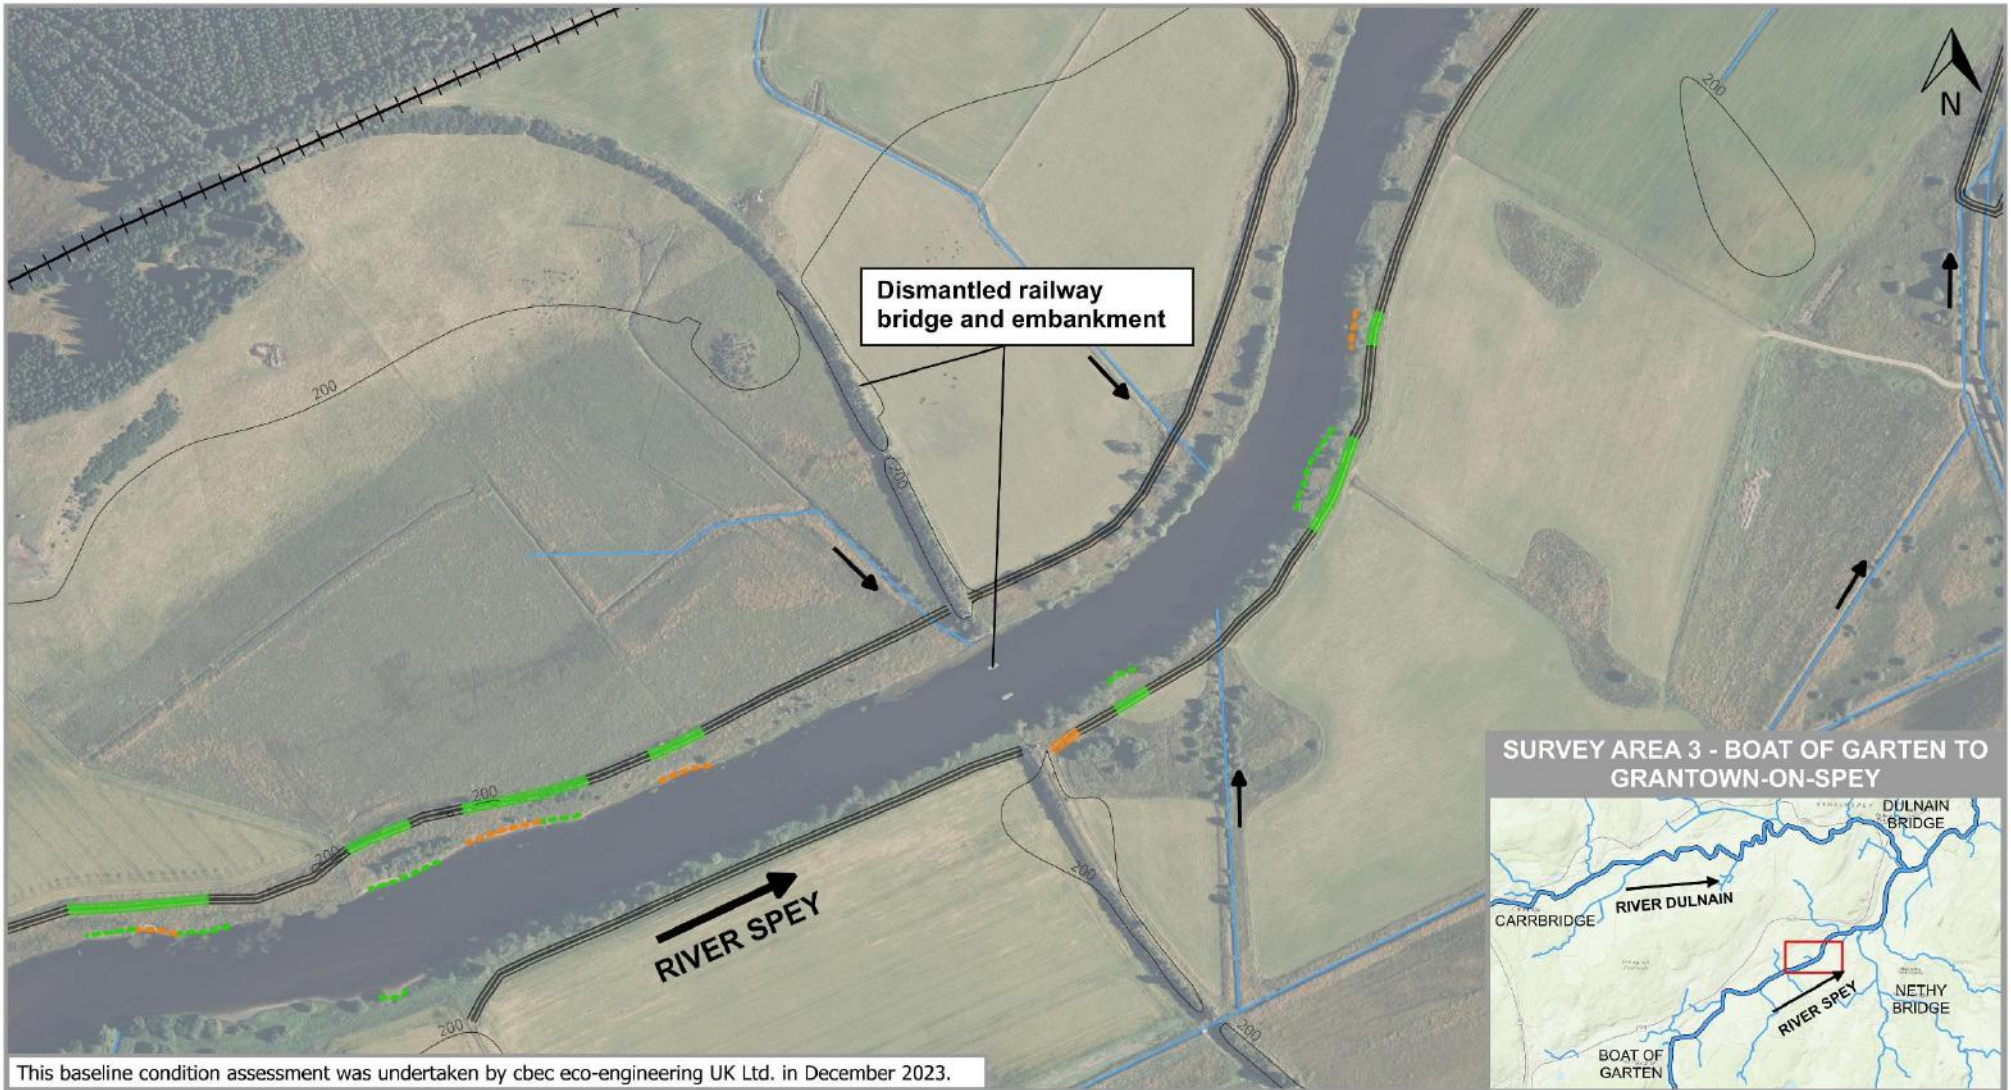 200
N
Dismantled railway
bridge and embankment
200
200
200
200
RIVER SPEY
200
200
200
SURVEY AREA 3 - BOAT OF GARTEN TO
GRANTOWN-ON-SPEY
DULNAIN
BRIDGE
RIVER DULNAIN
CARRBRIDGE
NETHY
BRIDGE
RIVER SPEY
BOAT OF
GARTEN
This baseline condition assessment was undertaken by cbec eco-engineering UK Ltd. in December 2023.